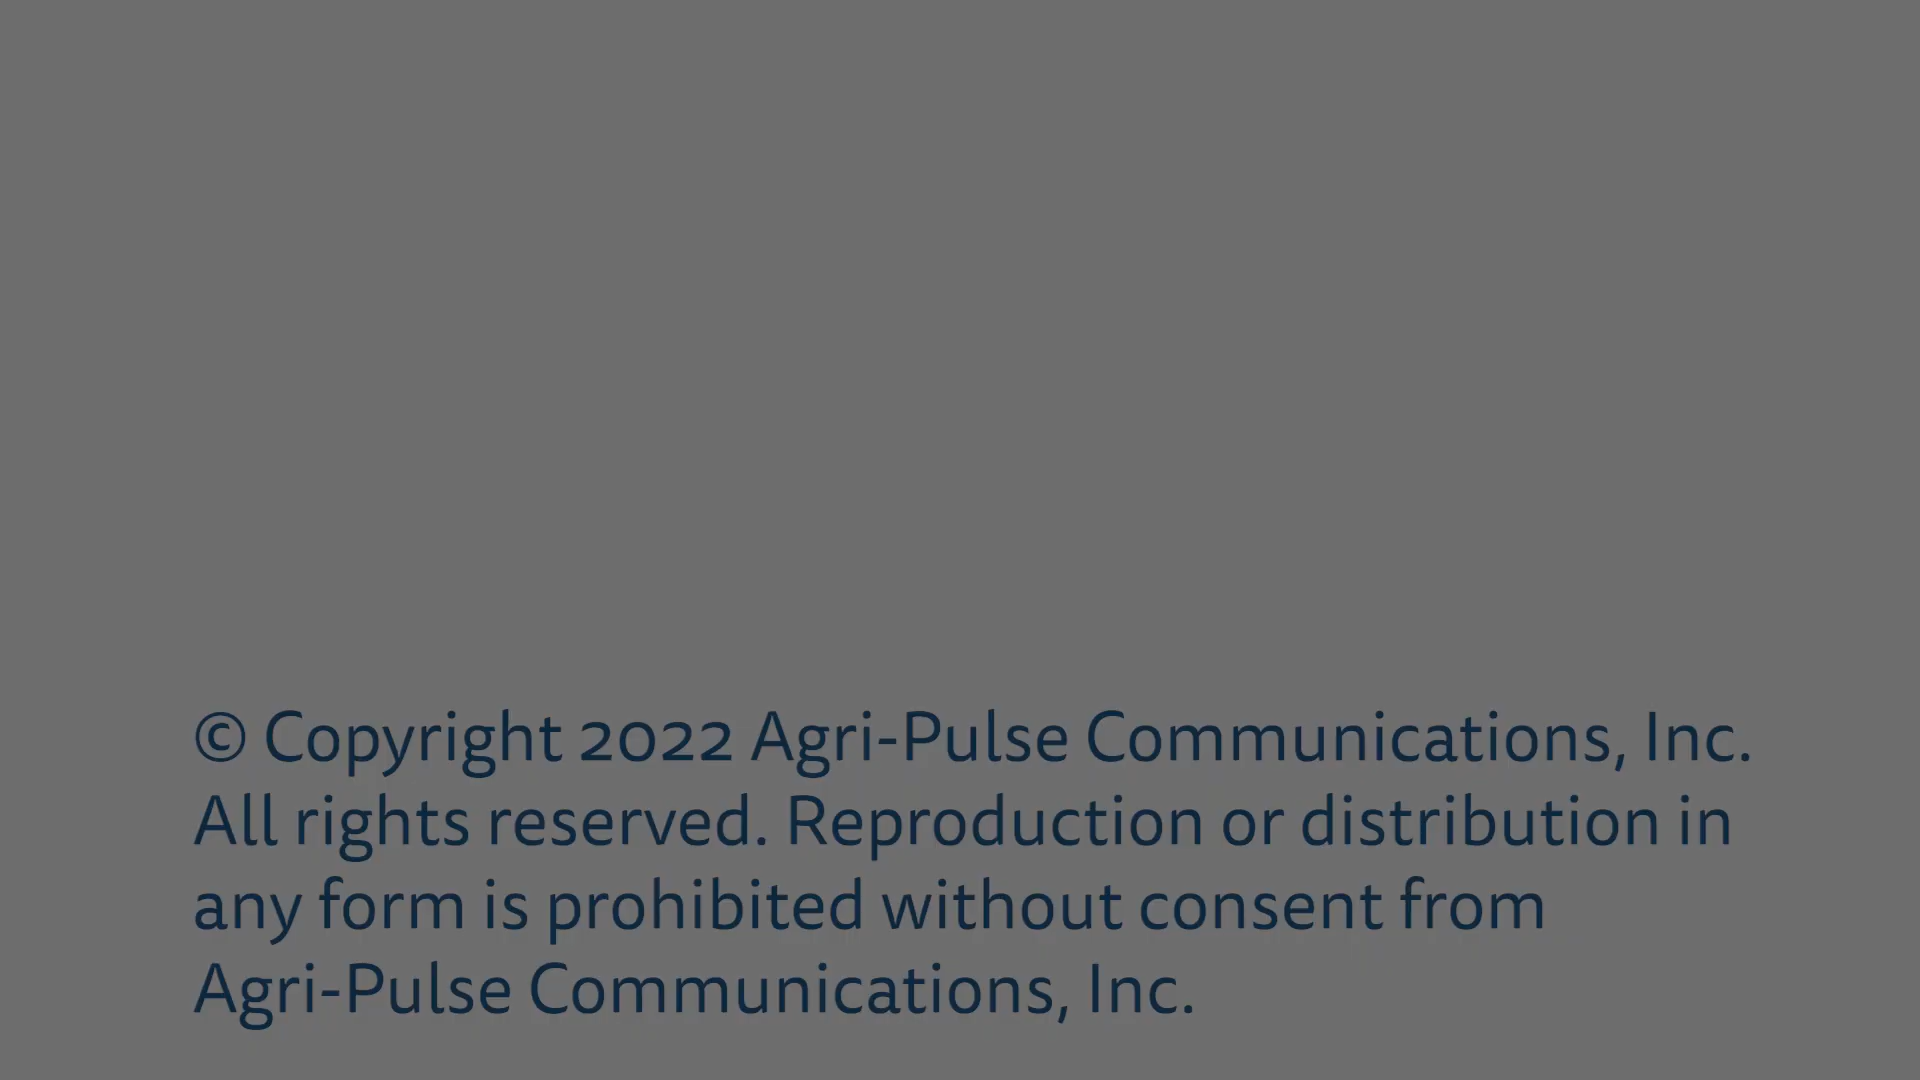 © Copyright 2022 Agri-Pulse Communications, Inc.
All rights reserved. Reproduction or distribution in
any form is prohibited without consent from
Agri-Pulse Communications, Inc.